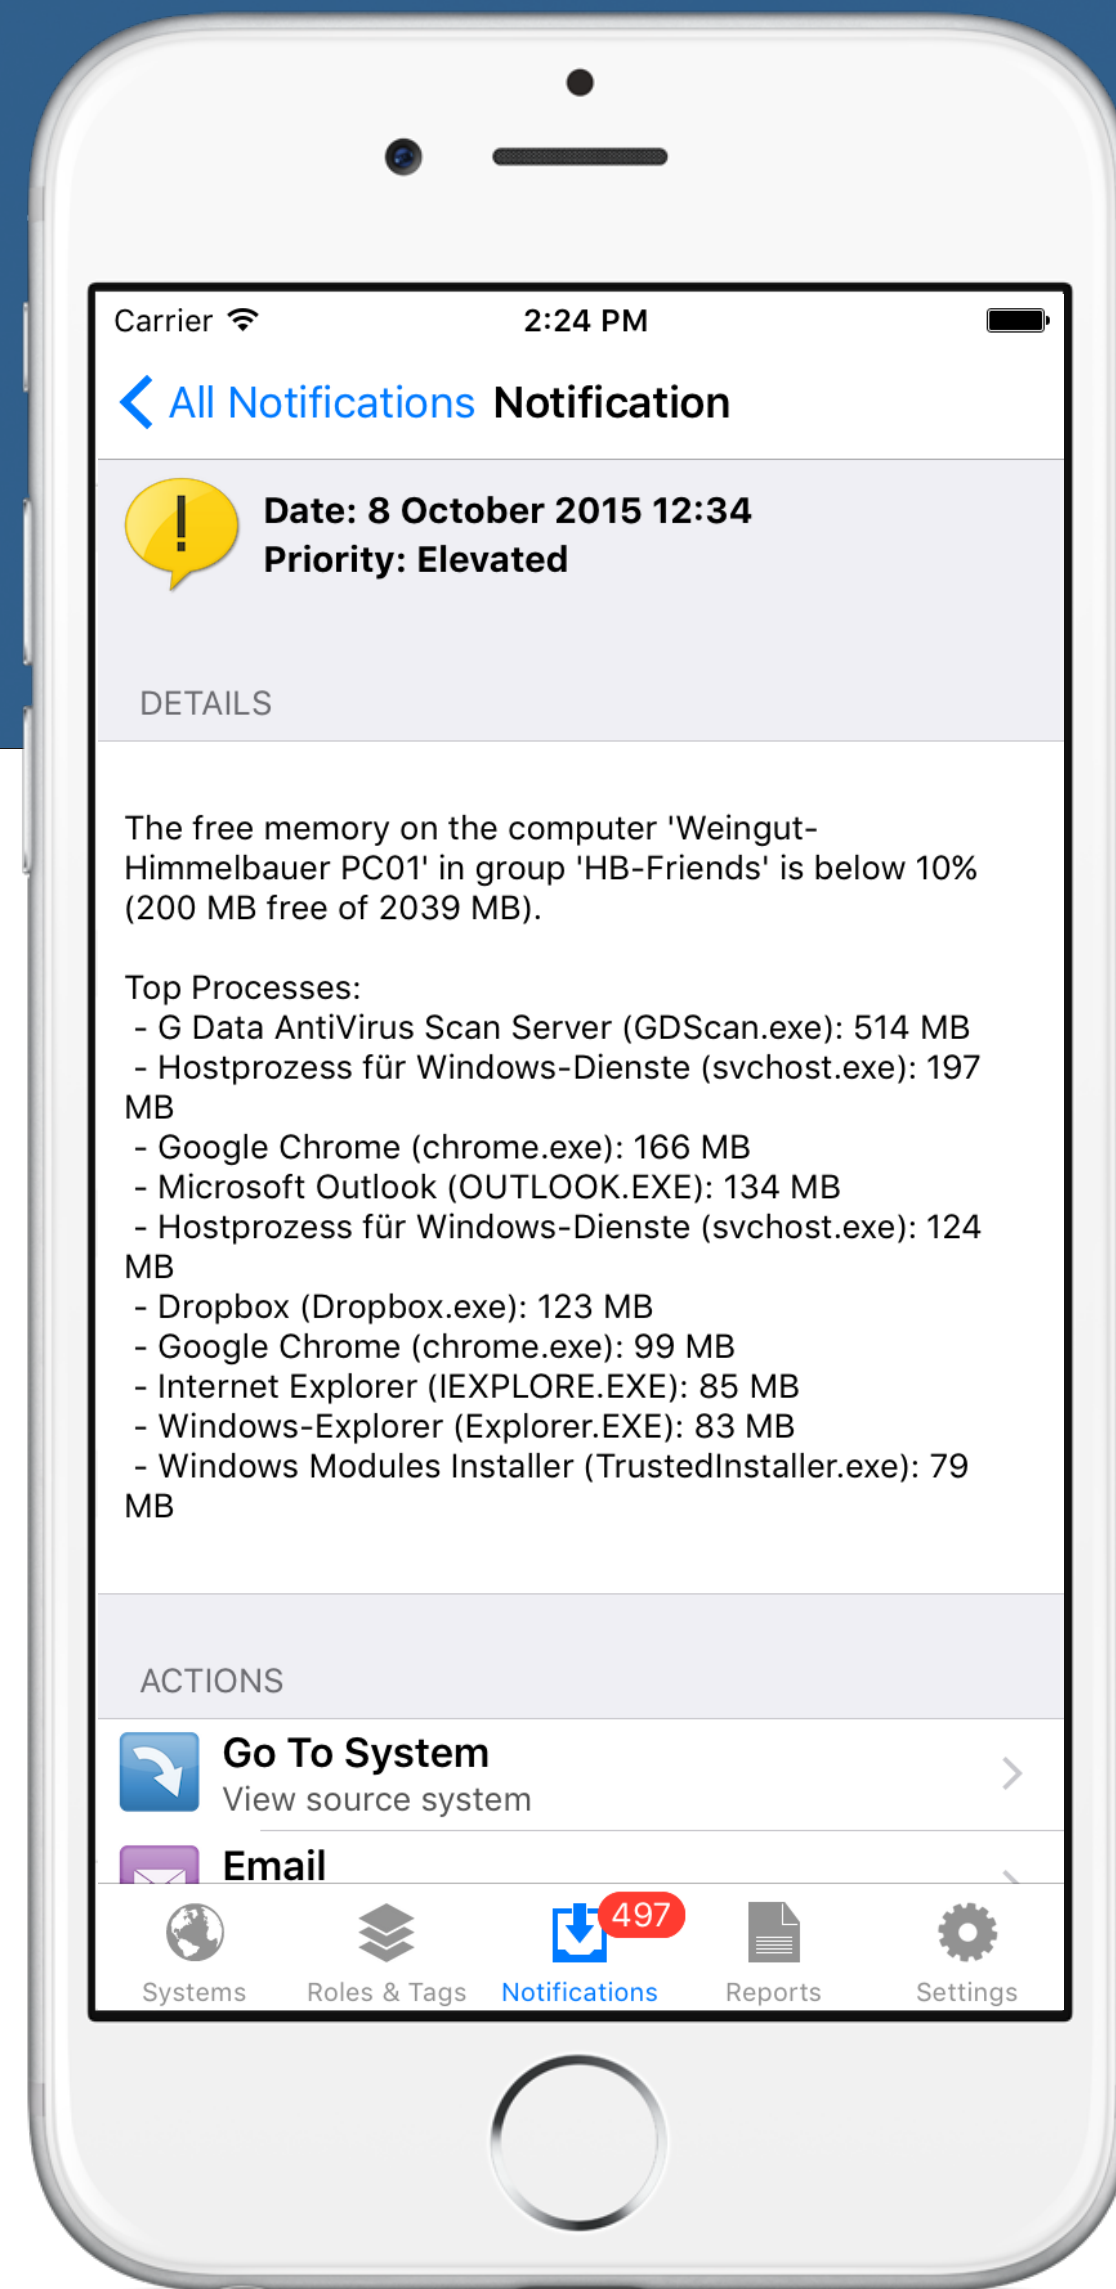 Carrier
2:24 PM
All Notifications Notification
Date: 8 October 2015 12:34
Priority: Elevated
DETAILS
The free memory on the computer 'Weingut-
Himmelbauer PC01' in group 'HB-Friends' is below 10%
(200 MB free of 2039 MB).
Top Processes:
- G Data AntiVirus Scan Server (GDScan.exe): 514 MB
- Hostprozess für Windows-Dienste (svchost.exe): 197
MB
- Google Chrome (chrome.exe): 166 MB
- Microsoft Outlook (OUTLOOK.EXE): 134 MB
- Hostprozess für Windows-Dienste (svchost.exe): 124
MB
- Dropbox (Dropbox.exe): 123 MB
- Google Chrome (chrome.exe): 99 MB
- Internet Explorer (IEXPLORE.EXE): 85 MB
- Windows-Explorer (Explorer.EXE): 83 MB
- Windows Modules Installer (TrustedInstaller.exe): 79
MB
ACTIONS
Go To System
View source system
Email
497
Systems
Roles & Tags
Notifications
Reports
Settings